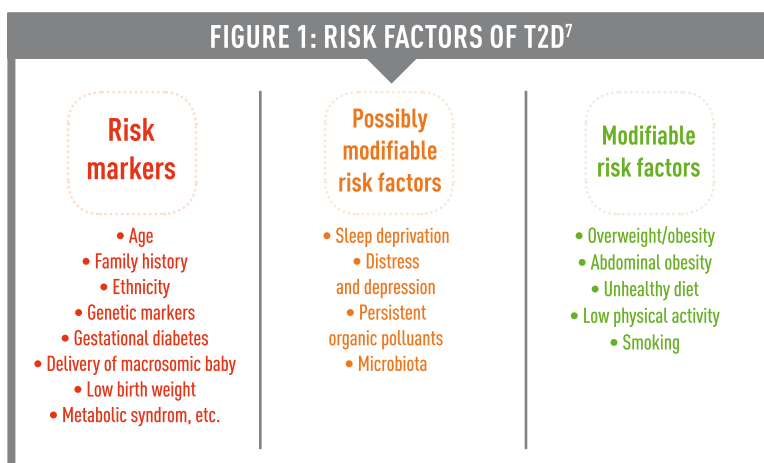 FIGURE 1: RISK FACTORS OF T2D7
Risk
markers
• Age
• Family history
• Ethnicity
• Genetic markers
• Gestational diabetes
• Delivery of macrosomic baby
• Low birth weight
• Metabolic syndrom, etc.
Possibly
modifiable
risk factors
• Sleep deprivation
• Distress
and depression
• Persistent
organic polluants
• Microbiota
Modifiable
risk factors
• Overweight/obesity
• Abdominal obesity
• Unhealthy diet
• Low physical activity
• Smoking